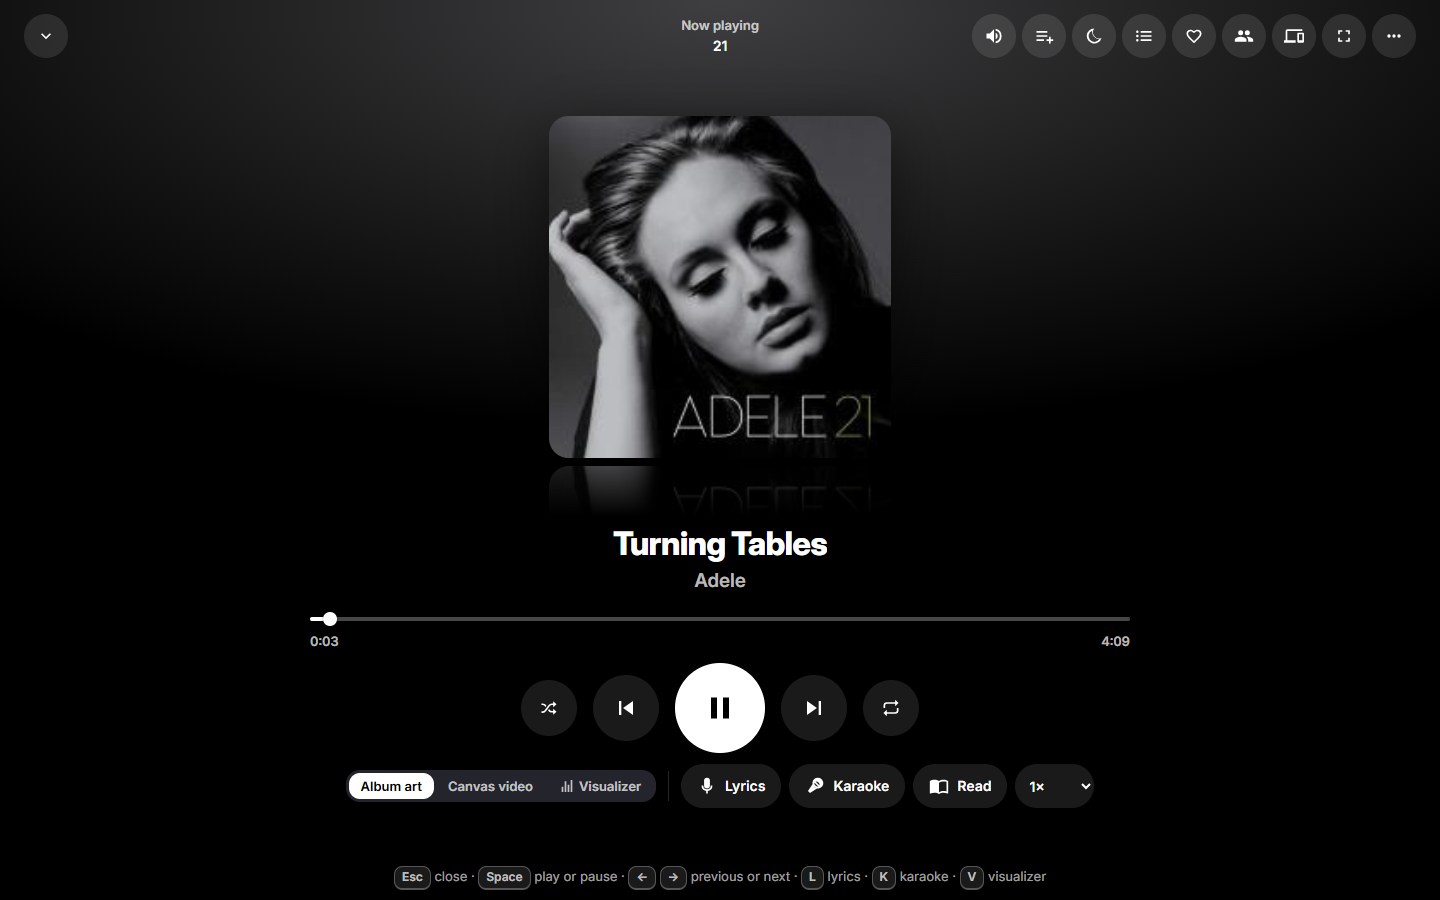 Now playing
21
ADELE 21
Turning Tables
Adele
0:03
4:09
Album art
Canvas video
Visualizer
Lyrics
Karaoke
Read
1×
Esc close · Space play or pause · ← → previous or next · L lyrics · K karaoke · V visualizer